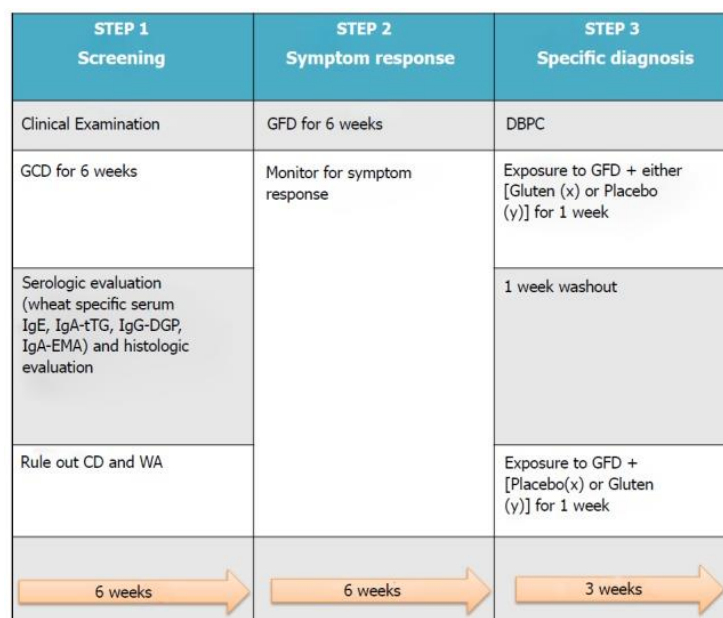 STEP 1
Screening
STEP 2
Symptom response
STEP 3
Specific diagnosis
Clinical Examination
GFD for 6 weeks
DBPC
GCD for 6 weeks
Monitor for symptom
response
Exposure to GFD + either
[Gluten (x) or Placebo
(y)] for 1 week
Serologic evaluation
(wheat specific serum
IgE, IgA-tTG, IgG-DGP,
IgA-EMA) and histologic
evaluation
1 week washout
Rule out CD and WA
Exposure to GFD +
[Placebo(x) or Gluten
(y)] for 1 week
6 weeks
6 weeks
3 weeks